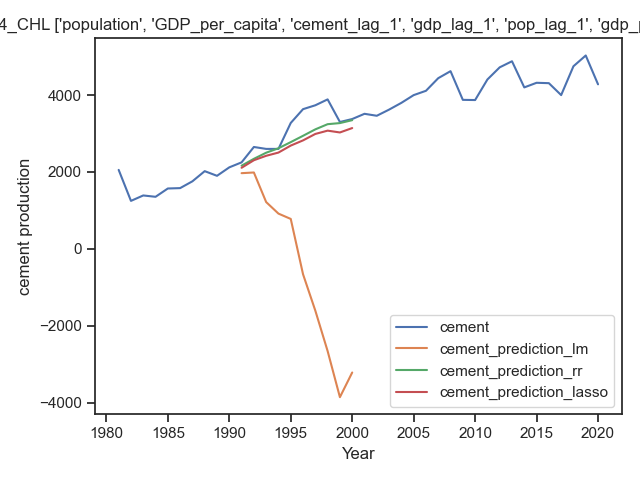 4_CHL ['population', 'GDP_per_capita', 'cement_lag_1', 'gdp_lag_1', 'pop_lag_1', 'gdp_p
4000
2000
0
−2000
−4000
cement production
1980 1985 1990 1995 2000 2005 2010 2015 2020
Year
cement
cement_prediction_lm
cement_prediction_rr
cement_prediction_lasso